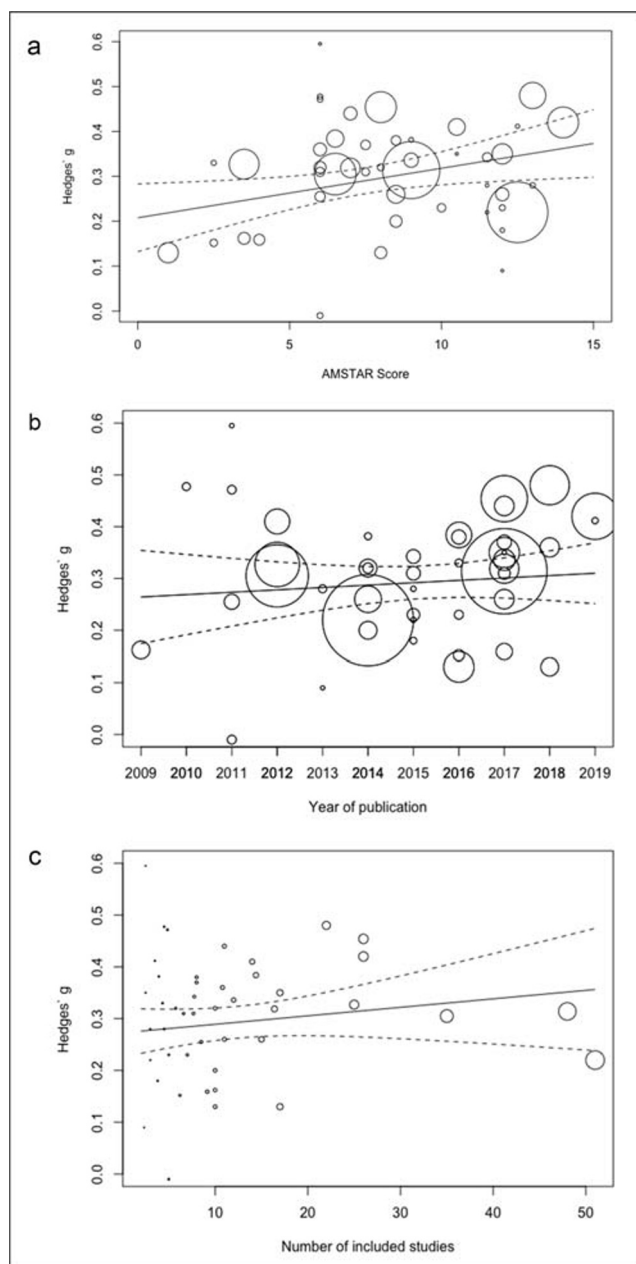 a
0.6
0.5
0.4
0.3
0.2
0.1
0.0
Hedges` g
0 5 10 15
AMSTAR Score
b
0.6
0.5
0.4
0.3
0.2
0.1
0.0
Hedges` g
2009 2010 2011 2012 2013 2014 2015 2016 2017 2018 2019
Year of publication
c
0.6
0.5
0.4
0.3
0.2
0.1
0.0
Hedges` g
10 20 30 40 50
Number of included studies